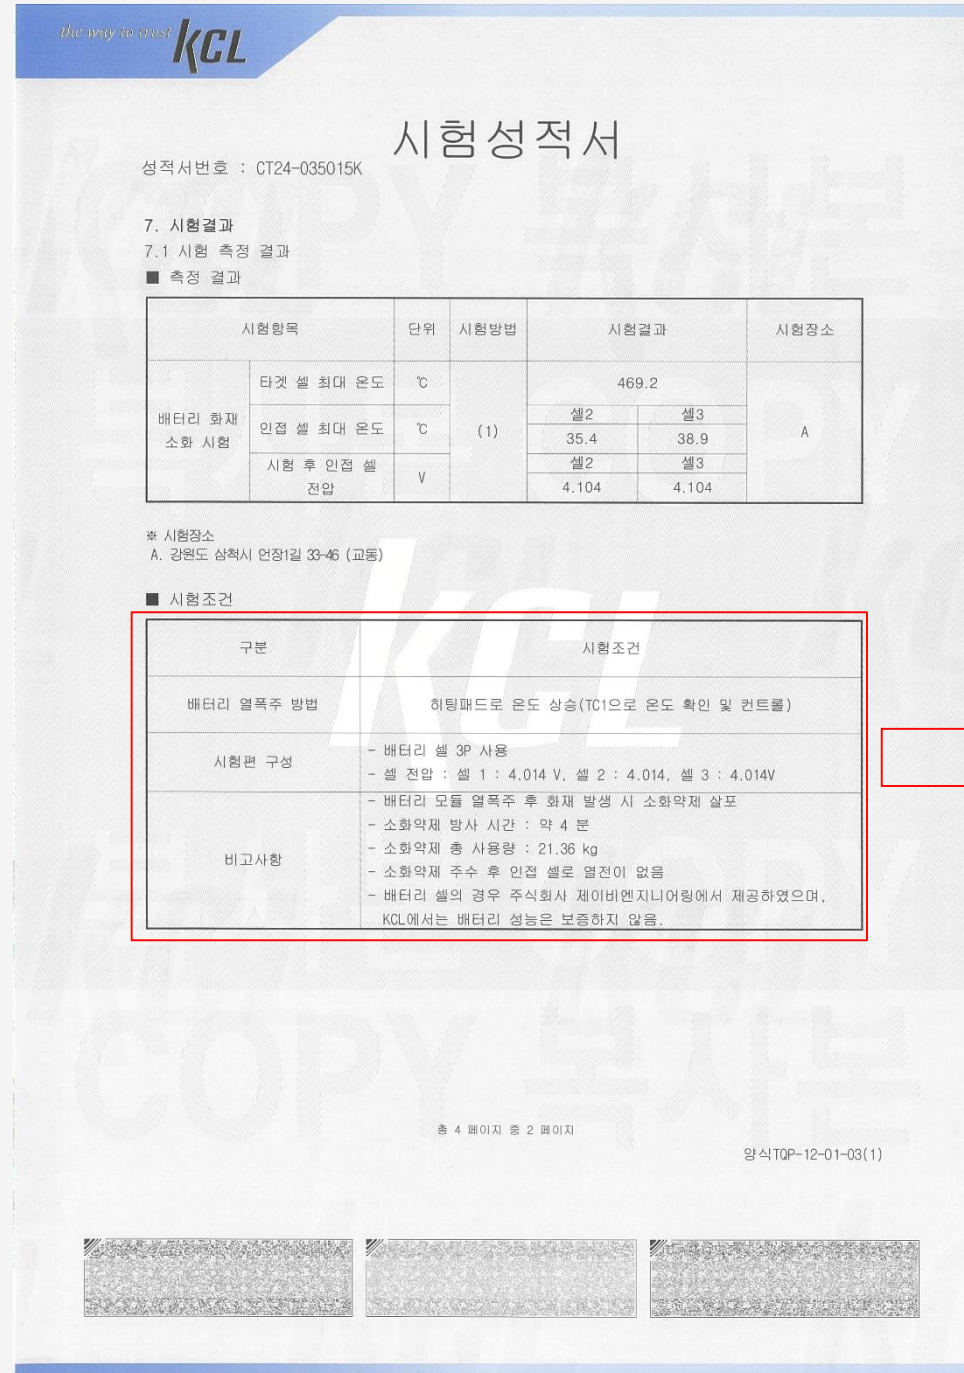 the way to trust KCL
시험성적서
성적서번호 : CT24-035015K
7. 시험결과
7.1 시험 측정 결과
■ 측정 결과
시험항목 단위 시험방법 시험결과 시험장소
배터리 화재 소화 시험 타겟 셀 최대 온도 ℃ (1) 469.2 A
인접 셀 최대 온도 ℃ 셀2 셀3
35.4 38.9
시험 후 인접 셀 전압 V 셀2 셀3
4.104 4.104
※ 시험장소
A. 강원도 삼척시 언장1길 33-46 (교동)
■ 시험조건
구분 시험조건
배터리 열폭주 방법 히팅패드로 온도 상승(TC1으로 온도 확인 및 컨트롤)
시험편 구성 - 배터리 셀 3P 사용
- 셀 전압 : 셀 1 : 4.014 V, 셀 2 : 4.014, 셀 3 : 4.014V
비고사항 - 배터리 모듈 열폭주 후 화재 발생 시 소화약제 살포
- 소화약제 방사 시간 : 약 4 분
- 소화약제 총 사용량 : 21.36 kg
- 소화약제 주수 후 인접 셀로 열전이 없음
- 배터리 셀의 경우 주식회사 제이비엔지니어링에서 제공하였으며,
KCL에서는 배터리 성능은 보증하지 않음.
KCL
COPY 복사본
총 4 페이지 중 2 페이지
양식TQP-12-01-03(1)